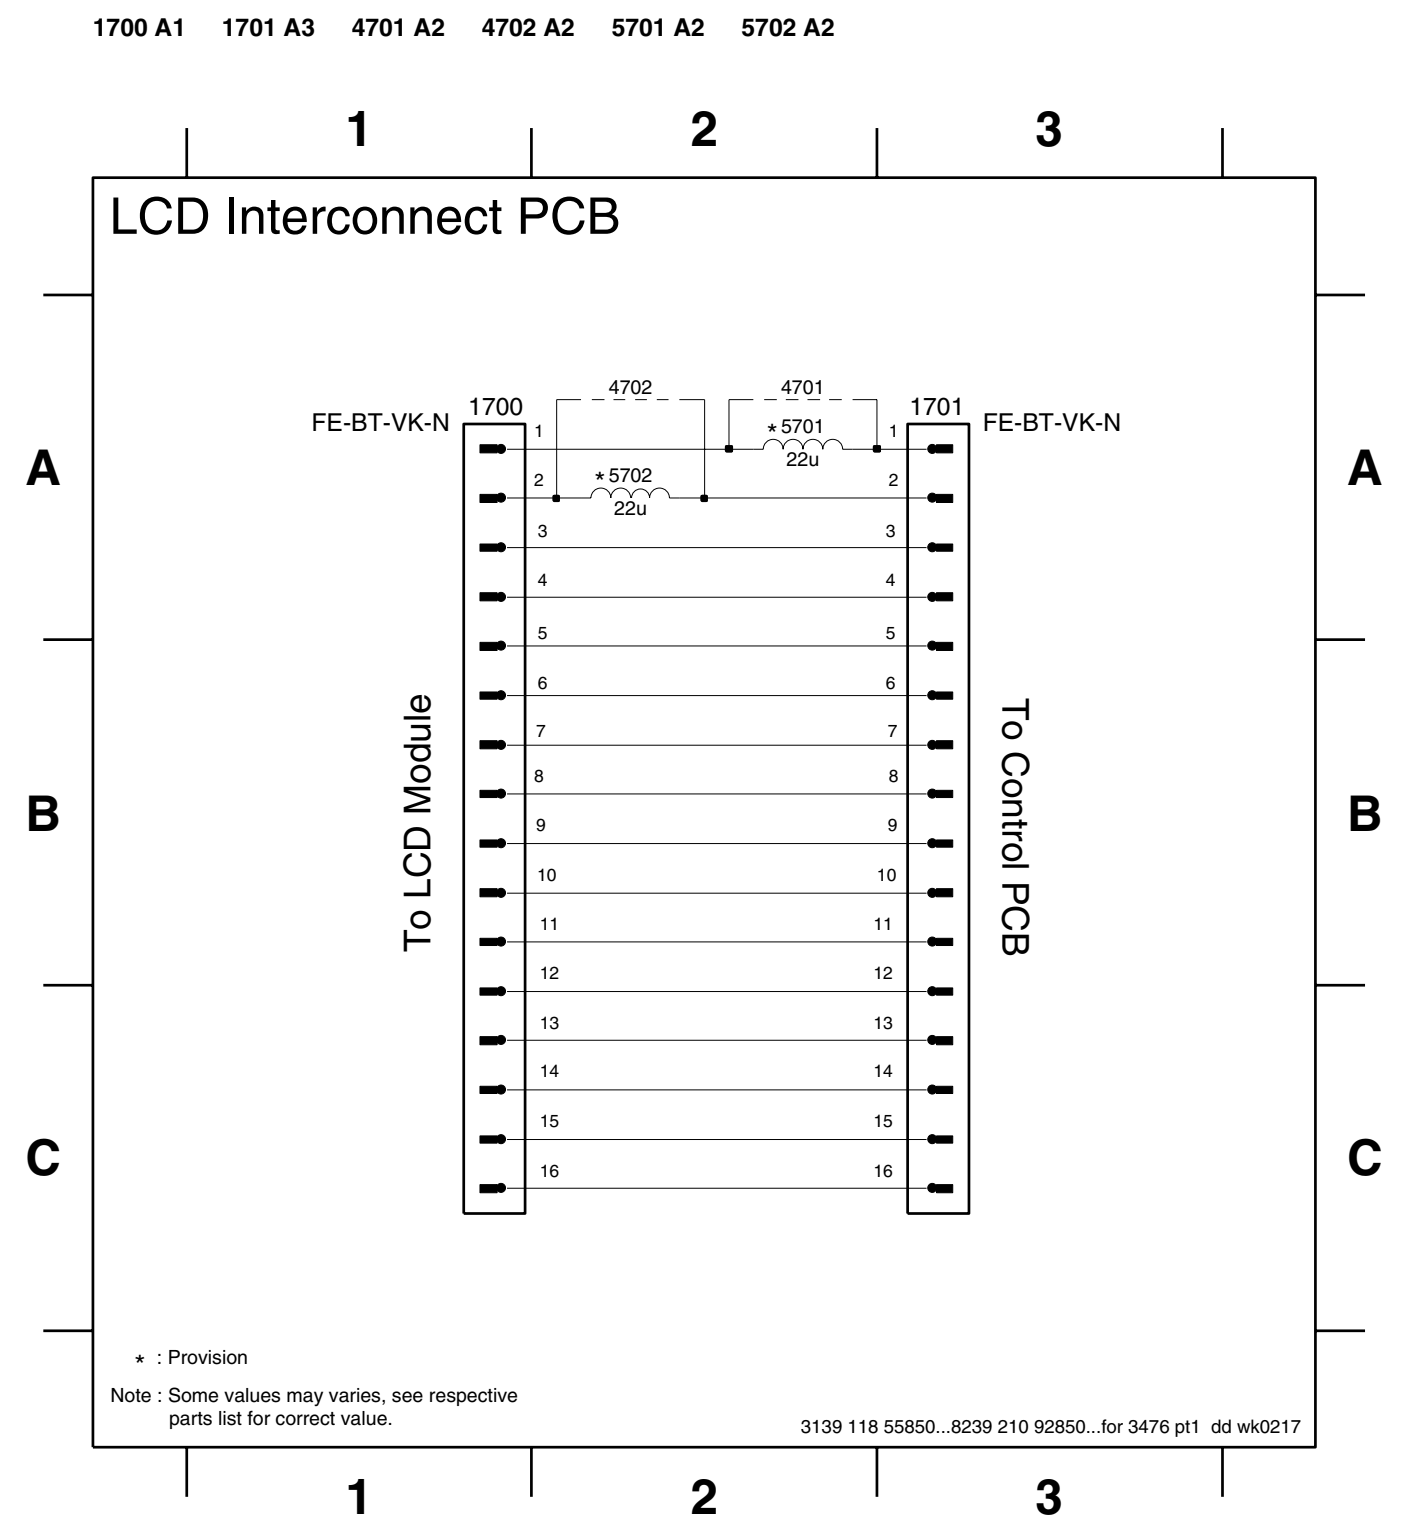 1700 A1 1701 A3 4701 A2 4702 A2 5701 A2 5702 A2
1 2 3
LCD Interconnect PCB
4702 4701
1700 1701
FE-BT-VK-N FE-BT-VK-N
1 * 5701 1
22u
A A
2 * 5702 2
22u
3 3
4 4
5 5
6 6
7 7
8 8
B B
9 9
10 10
11 11
12 12
13 13
14 14
15 15
C C
16 16
To LCD Module
To Control PCB
* : Provision
Note : Some values may varies, see respective
parts list for correct value.
3139 118 55850...8239 210 92850...for 3476 pt1 dd wk0217
1 2 3